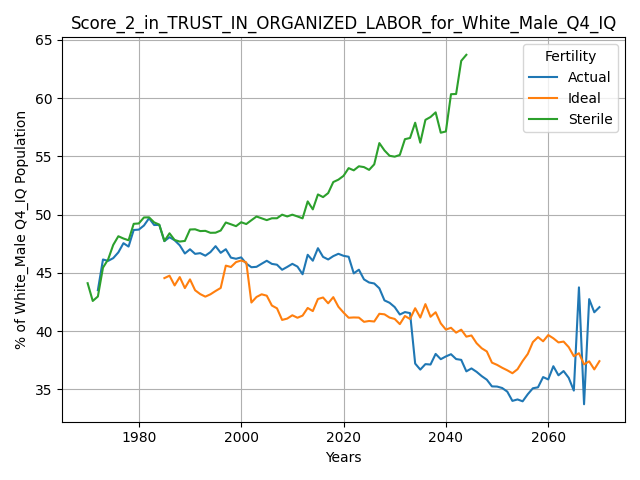 Score_2_in_TRUST_IN_ORGANIZED_LABOR_for_White_Male_Q4_IQ
% of White_Male Q4_IQ Population
65
60
55
50
45
40
35
Fertility
Actual
Ideal
Sterile
1980
2000
2020
2040
2060
Years